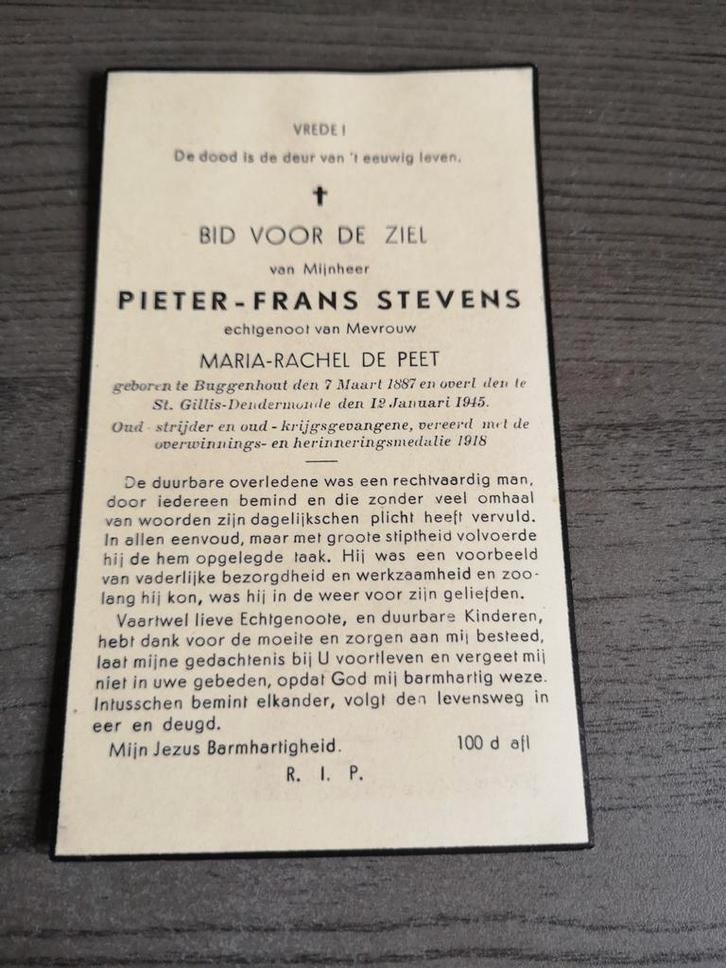 VREDE !
De dood is de deur van 't eeuwig leven.
BID VOOR DE ZIEL
van Mijnheer
PIETER-FRANS STEVENS
echtgenoot van Mevrouw
MARIA-RACHEL DE PEET
geboren te Buggenhout den 7 Maart 1887 en overl den te
St. Gillis-Dendermonde den 12 Januari 1945.
Oud-strijder en oud-krijgsgevangene, vereerd met de
overwinnings- en herinneringsmedalie 1918
De duurbare overledene was een rechtvaardig man,
door iedereen bemind en die zonder veel omhaal
van woorden zijn dagelijkschen plicht heeft vervuld.
In allen eenvoud, maar met groote stiptheid volvoerde
hij de hem opgelegde taak. Hij was een voorbeeld
van vaderlijke bezorgdheid en werkzaamheid en zoo-
lang hij kon, was hij in de weer voor zijn geliefden.
Vaartwel lieve Echtgenoote, en duurbare Kinderen,
hebt dank voor de moeite en zorgen aan mij besteed,
laat mijne gedachtenis bij U voortleven en vergeet mij
niet in uwe gebeden, opdat God mij barmhartig weze.
Intusschen bemint elkander, volgt den levensweg in
eer en deugd.
Mijn Jezus Barmhartigheid. 100 d afl
R. I. P.